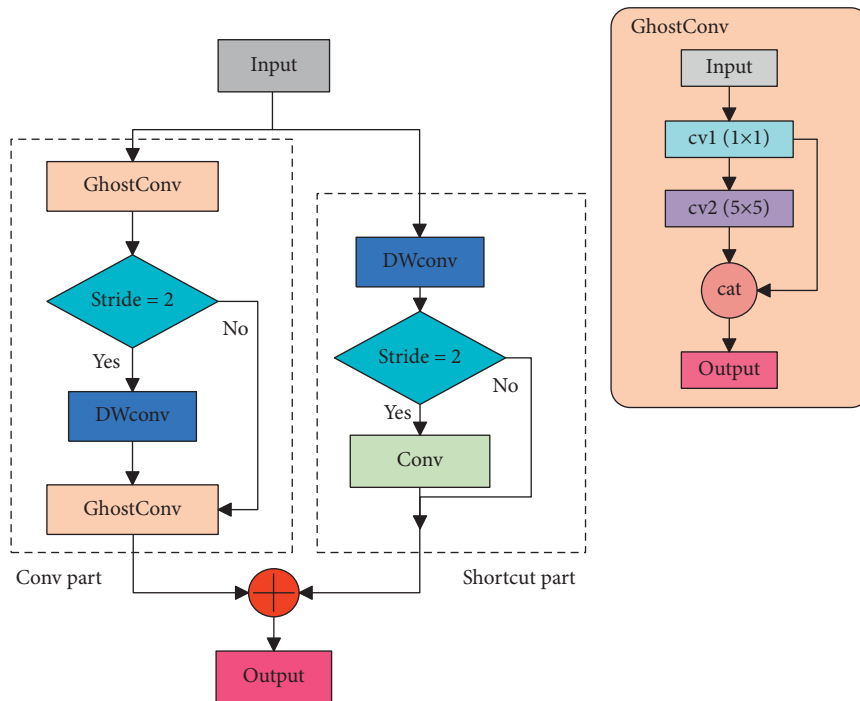 Input
GhostConv
Stride = 2
No
Yes
DWconv
GhostConv
Conv part
DWconv
Stride = 2
No
Yes
Conv
Shortcut part
Output
GhostConv
Input
cv1 (1×1)
cv2 (5×5)
cat
Output